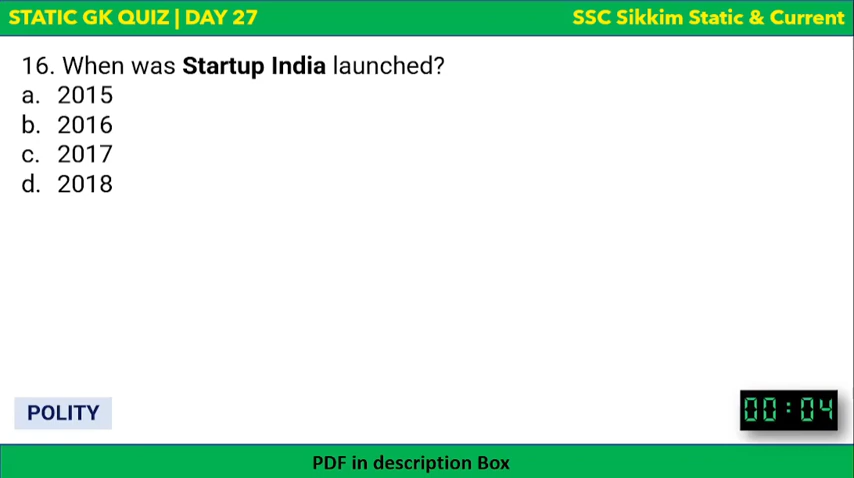 STATIC GK QUIZ | DAY 27
SSC Sikkim Static & Current
16. When was Startup India launched?
a. 2015
b. 2016
c. 2017
d. 2018
POLITY
00:04
PDF in description Box